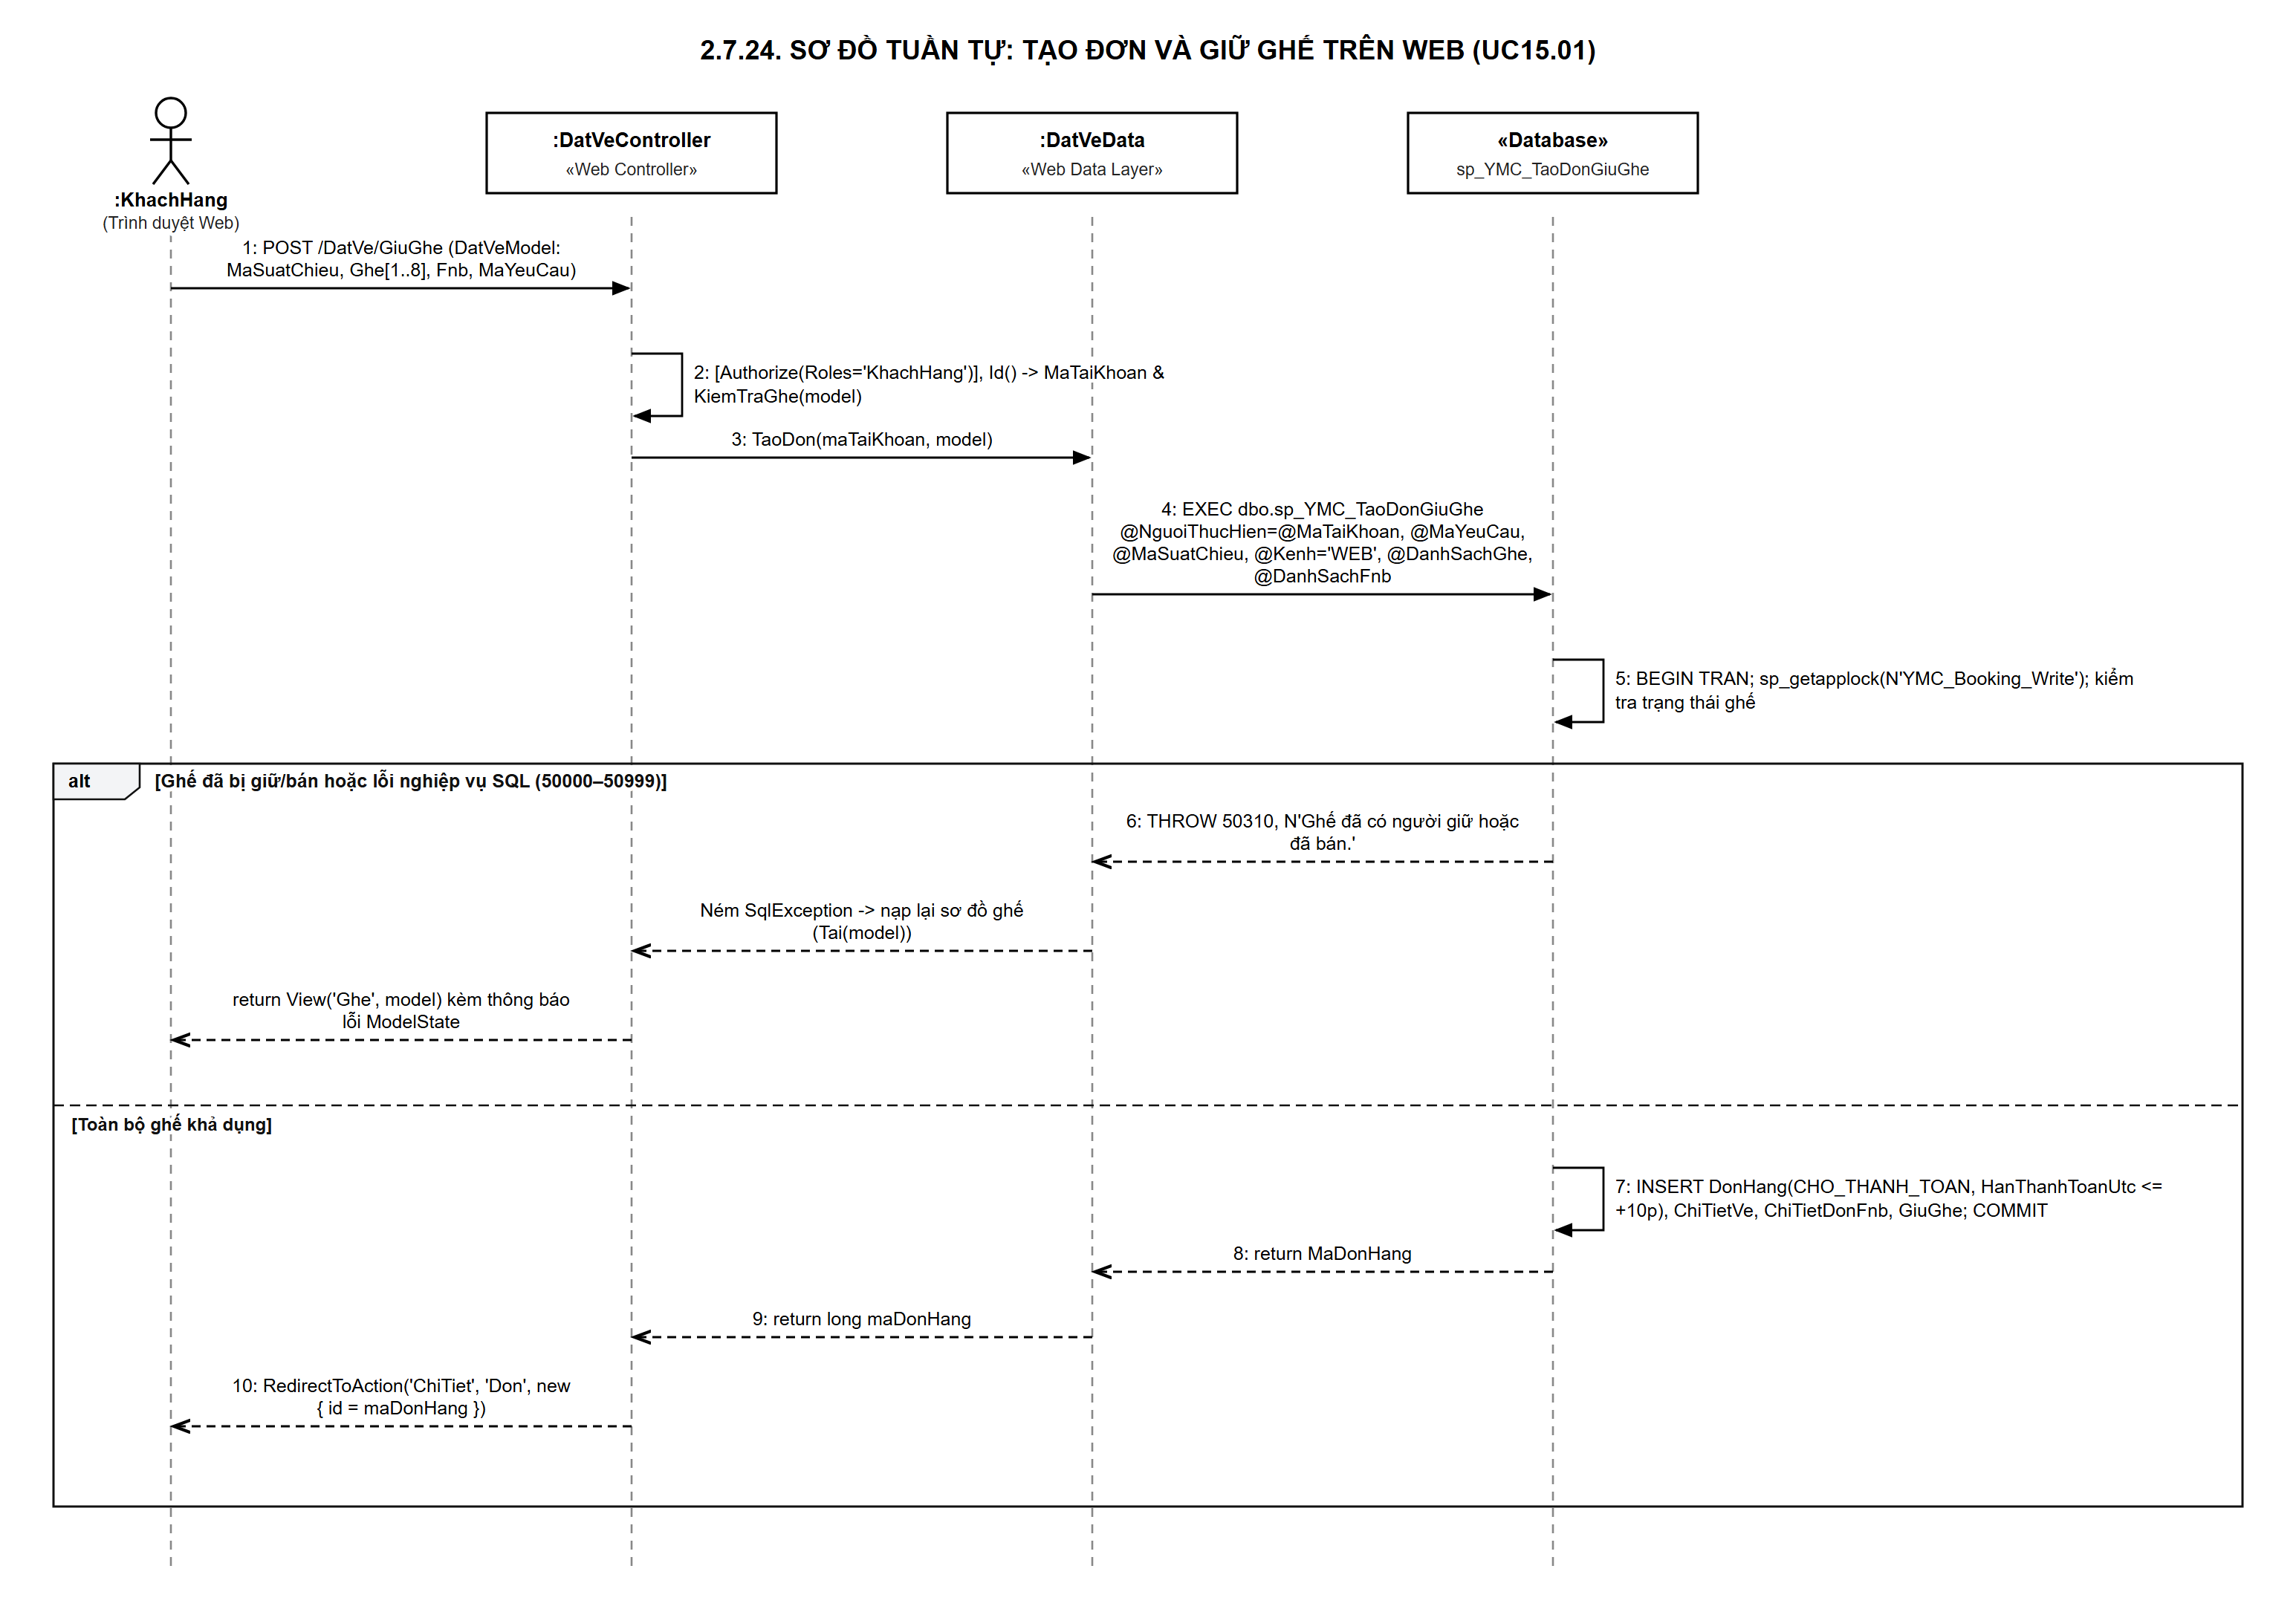 2.7.24. SƠ ĐỒ TUẦN TỰ: TẠO ĐƠN VÀ GIỮ GHẾ TRÊN WEB (UC15.01)
:KhachHang
(Trình duyệt Web)
:DatVeController
«Web Controller»
:DatVeData
«Web Data Layer»
«Database»
sp_YMC_TaoDonGiuGhe
1: POST /DatVe/GiuGhe (DatVeModel:
MaSuatChieu, Ghe[1..8], Fnb, MaYeuCau)
2: [Authorize(Roles='KhachHang')], Id() -> MaTaiKhoan &
KiemTraGhe(model)
3: TaoDon(maTaiKhoan, model)
4: EXEC dbo.sp_YMC_TaoDonGiuGhe
@NguoiThucHien=@MaTaiKhoan, @MaYeuCau,
@MaSuatChieu, @Kenh='WEB', @DanhSachGhe,
@DanhSachFnb
5: BEGIN TRAN; sp_getapplock(N'YMC_Booking_Write'); kiểm
tra trạng thái ghế
alt
[Ghế đã bị giữ/bán hoặc lỗi nghiệp vụ SQL (50000–50999)]
6: THROW 50310, N'Ghế đã có người giữ hoặc
đã bán.'
Ném SqlException -> nạp lại sơ đồ ghế
(Tai(model))
return View('Ghe', model) kèm thông báo
lỗi ModelState
[Toàn bộ ghế khả dụng]
7: INSERT DonHang(CHO_THANH_TOAN, HanThanhToanUtc <=
+10p), ChiTietVe, ChiTietDonFnb, GiuGhe; COMMIT
8: return MaDonHang
9: return long maDonHang
10: RedirectToAction('ChiTiet', 'Don', new
{ id = maDonHang })